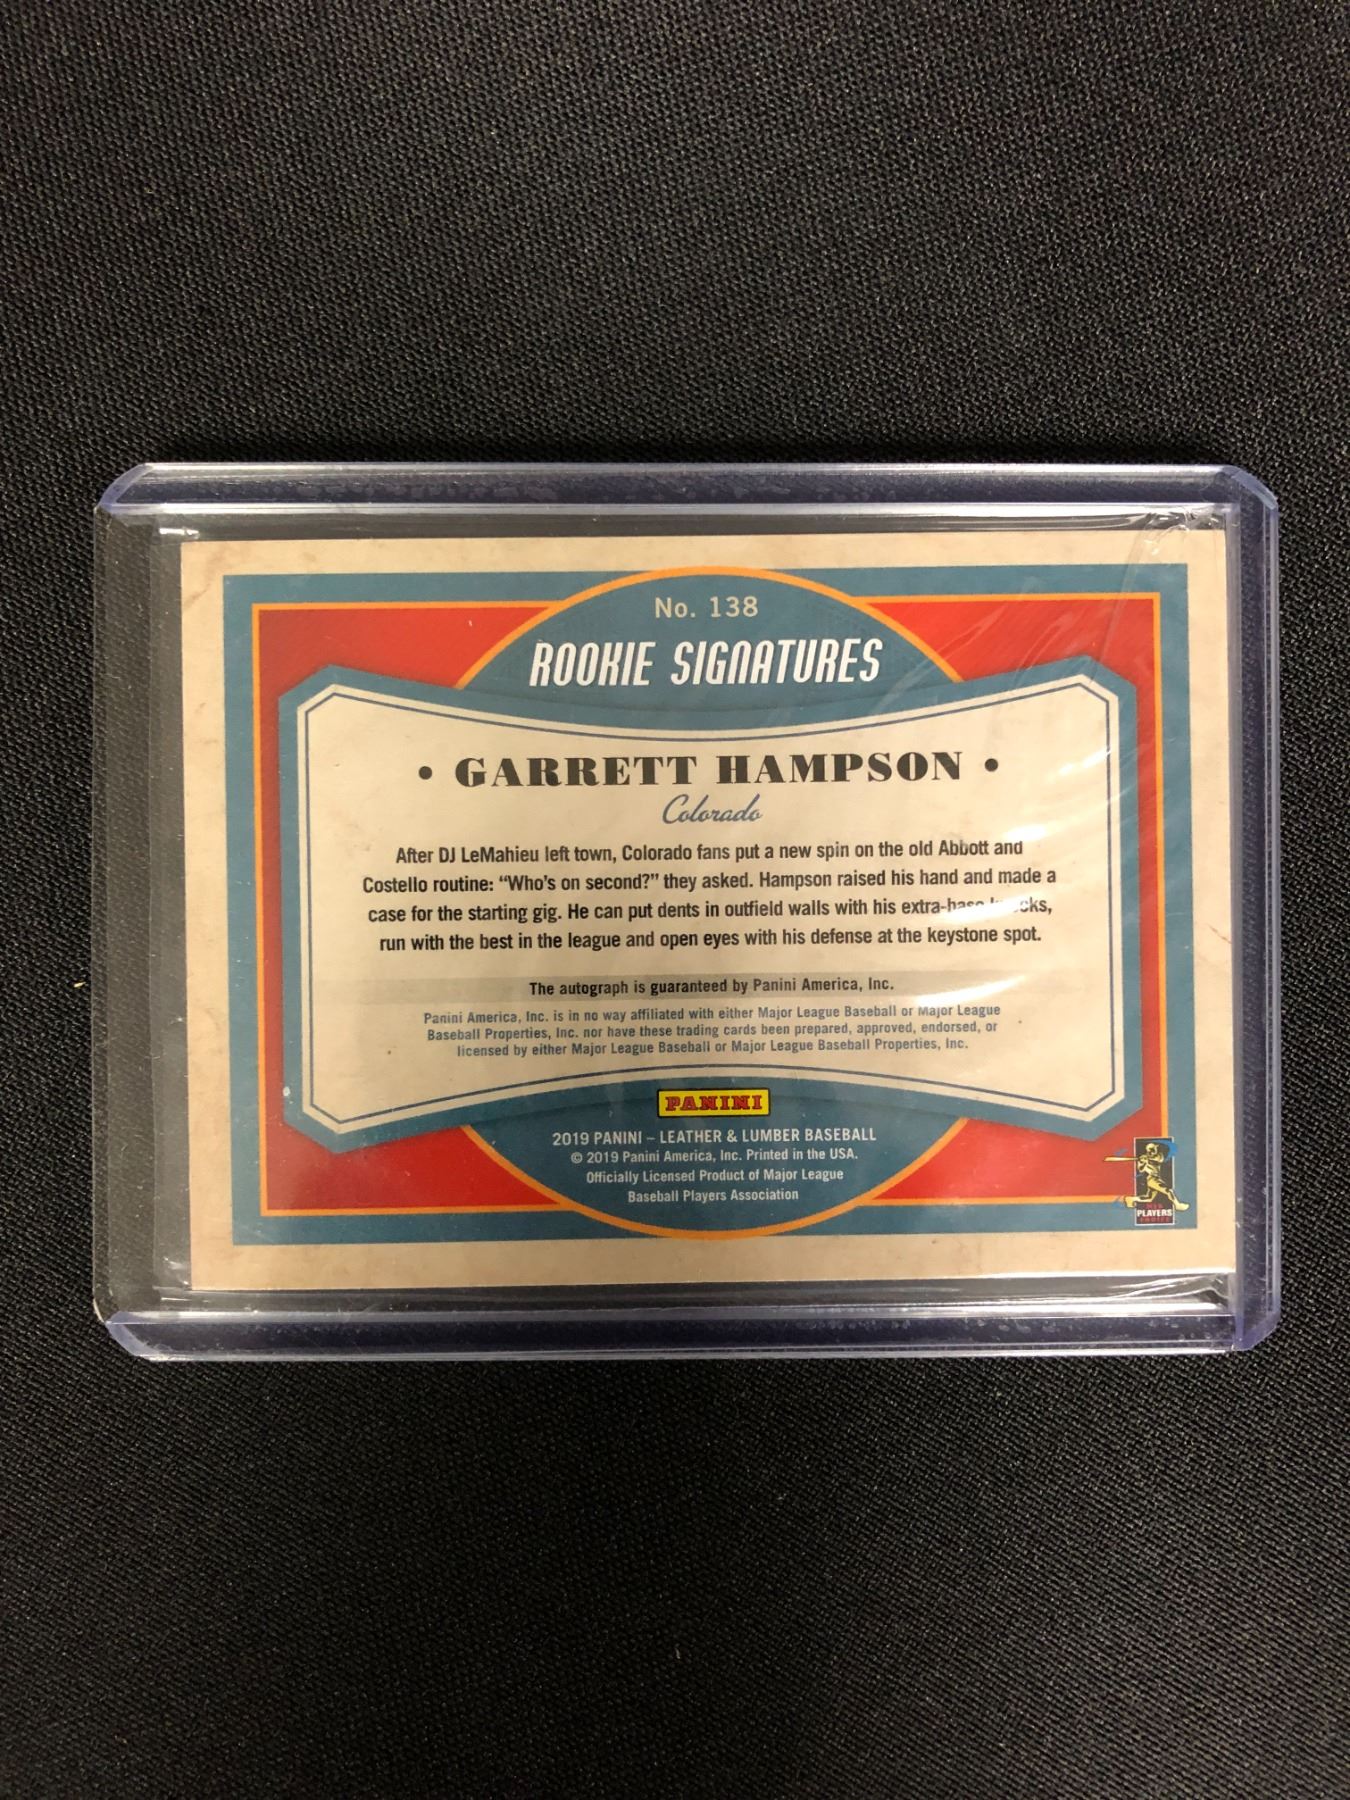 No. 138
ROOKIE SIGNATURES
• GARRETT HAMPSON •
Colorado
After DJ LeMahieu left town, Colorado fans put a new spin on the old Abbott and
Costello routine: “Who's on second?” they asked. Hampson raised his hand and made a
case for the starting gig. He can put dents in outfield walls with his extra-base
run with the best in the league and open eyes with his defense at the keystone spot.
The autograph is guaranteed by Panini America, Inc.
Panini America, Inc. is in no way affiliated with either Major League Baseball or Major League
Baseball Properties, Inc. nor have these trading cards been prepared, approved, endorsed, or
licensed by either Major League Baseball or Major League Baseball Properties, Inc.
PANINI
2019 PANINI – LEATHER & LUMBER BASEBALL
© 2019 Panini America, Inc. Printed in the USA.
Officially Licensed Product of Major League
Baseball Players Association
PLAYERS
CHOICE